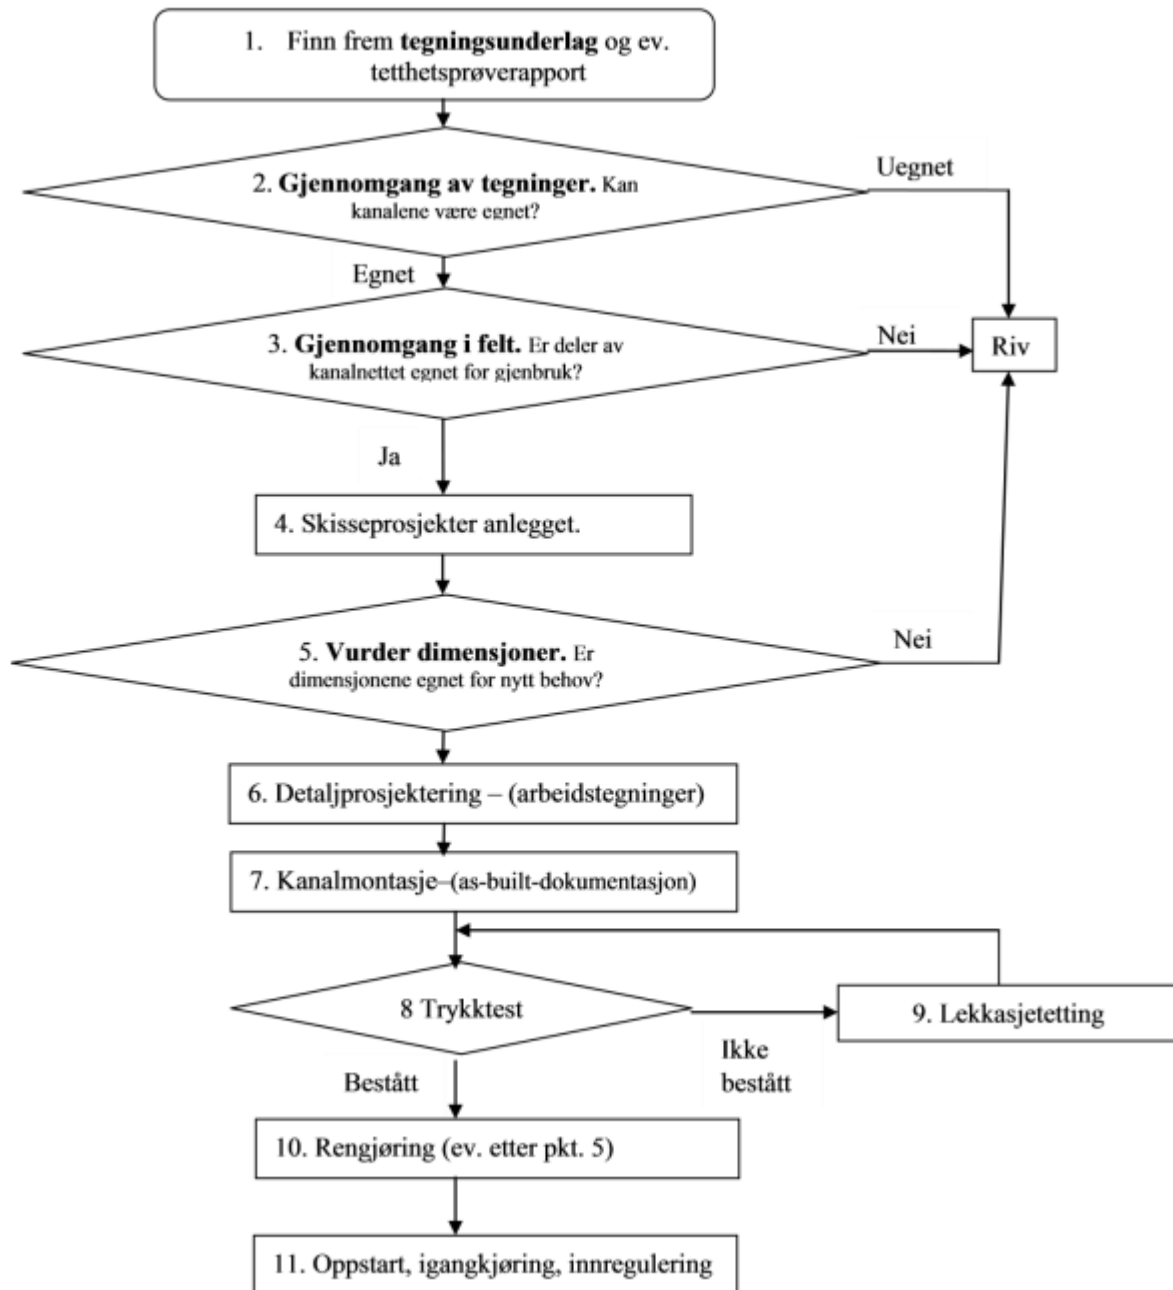 1. Finn frem tegningsunderlag og ev.
tetthetsprøverapport
Uegnet
2. Gjennomgang av tegninger. Kan
kanalene være egnet?
Egnet
Nei
Riv
3. Gjennomgang i felt. Er deler av
kanalnettet egnet for gjenbruk?
Ja
4. Skisseprosjekter anlegget.
Nei
5. Vurder dimensjoner. Er
dimensjonene egnet for nytt behov?
6. Detaljprosjektering – (arbeidstegninger)
7. Kanalmontasje–(as-built-dokumentasjon)
8 Trykktest
9. Lekkasjetetting
Ikke
bestått
Bestått
10. Rengjøring (ev. etter pkt. 5)
11. Oppstart, igangkjøring, innregulering